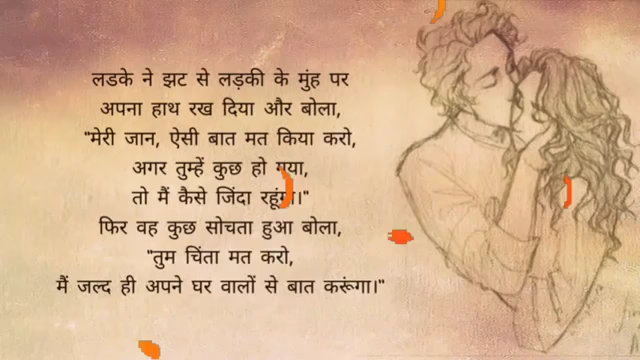 लडके ने झट से लड़की के मुंह पर
अपना हाथ रख दिया और बोला,
"मेरी जान, ऐसी बात मत किया करो,
अगर तुम्हें कुछ हो गया,
तो मैं कैसे जिंदा रहूंगा।"
फिर वह कुछ सोचता हुआ बोला,
"तुम चिंता मत करो,
मैं जल्द ही अपने घर वालों से बात करूंगा।"